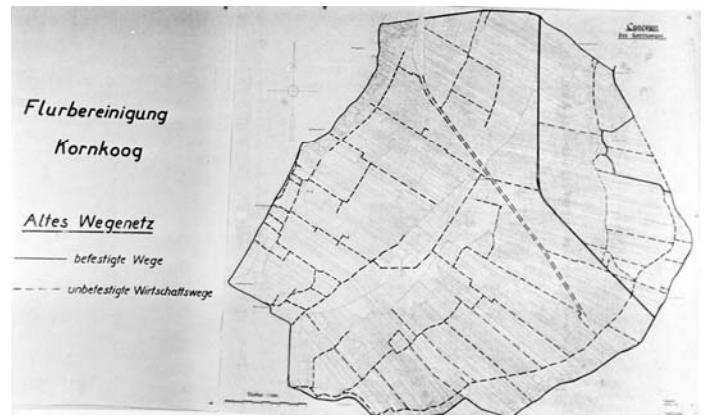 Flurbereinigung
Kornkoog
Altes Wegenetz
befestigte Wege
unbefestigte Wirtschaftswege